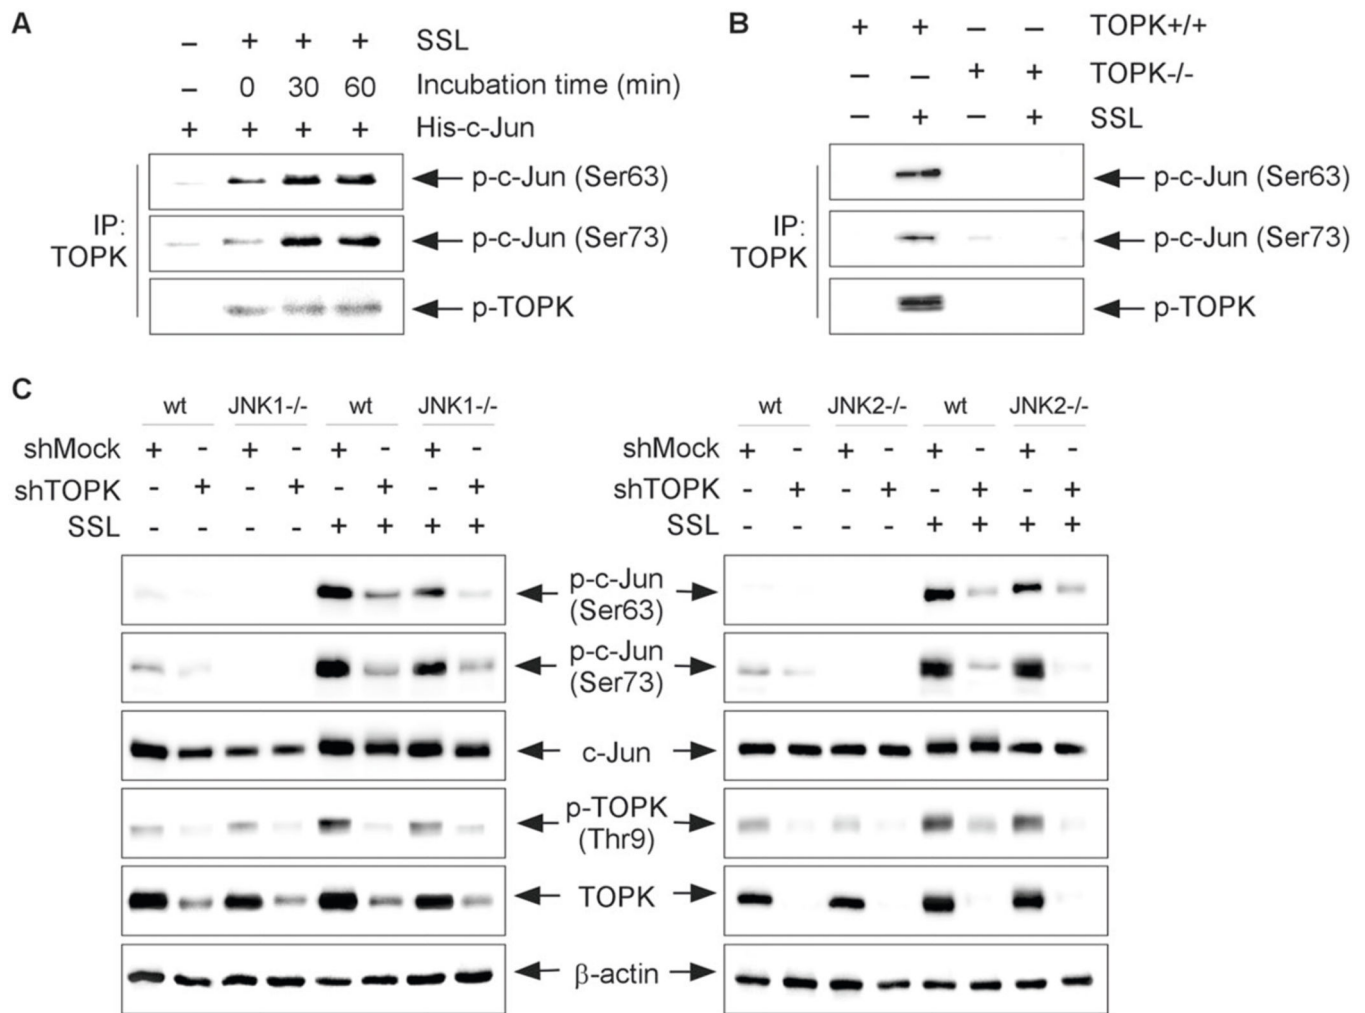 A
– + + + SSL
– 0 30 60 Incubation time (min)
+ + + + His-c-Jun
IP:
TOPK
p-c-Jun (Ser63)
p-c-Jun (Ser73)
p-TOPK
B
+ + – – TOPK+/+
– – + + TOPK-/-
– + – + SSL
IP:
TOPK
p-c-Jun (Ser63)
p-c-Jun (Ser73)
p-TOPK
C
wt JNK1-/- wt JNK1-/-
shMock + - + - + - + -
shTOPK - + - + - + - +
SSL - - - - + + + +
wt JNK2-/- wt JNK2-/-
shMock + - + - + - + -
shTOPK - + - + - + - +
SSL - - - - + + + +
p-c-Jun
(Ser63)
p-c-Jun
(Ser73)
c-Jun
p-TOPK
(Thr9)
TOPK
β-actin